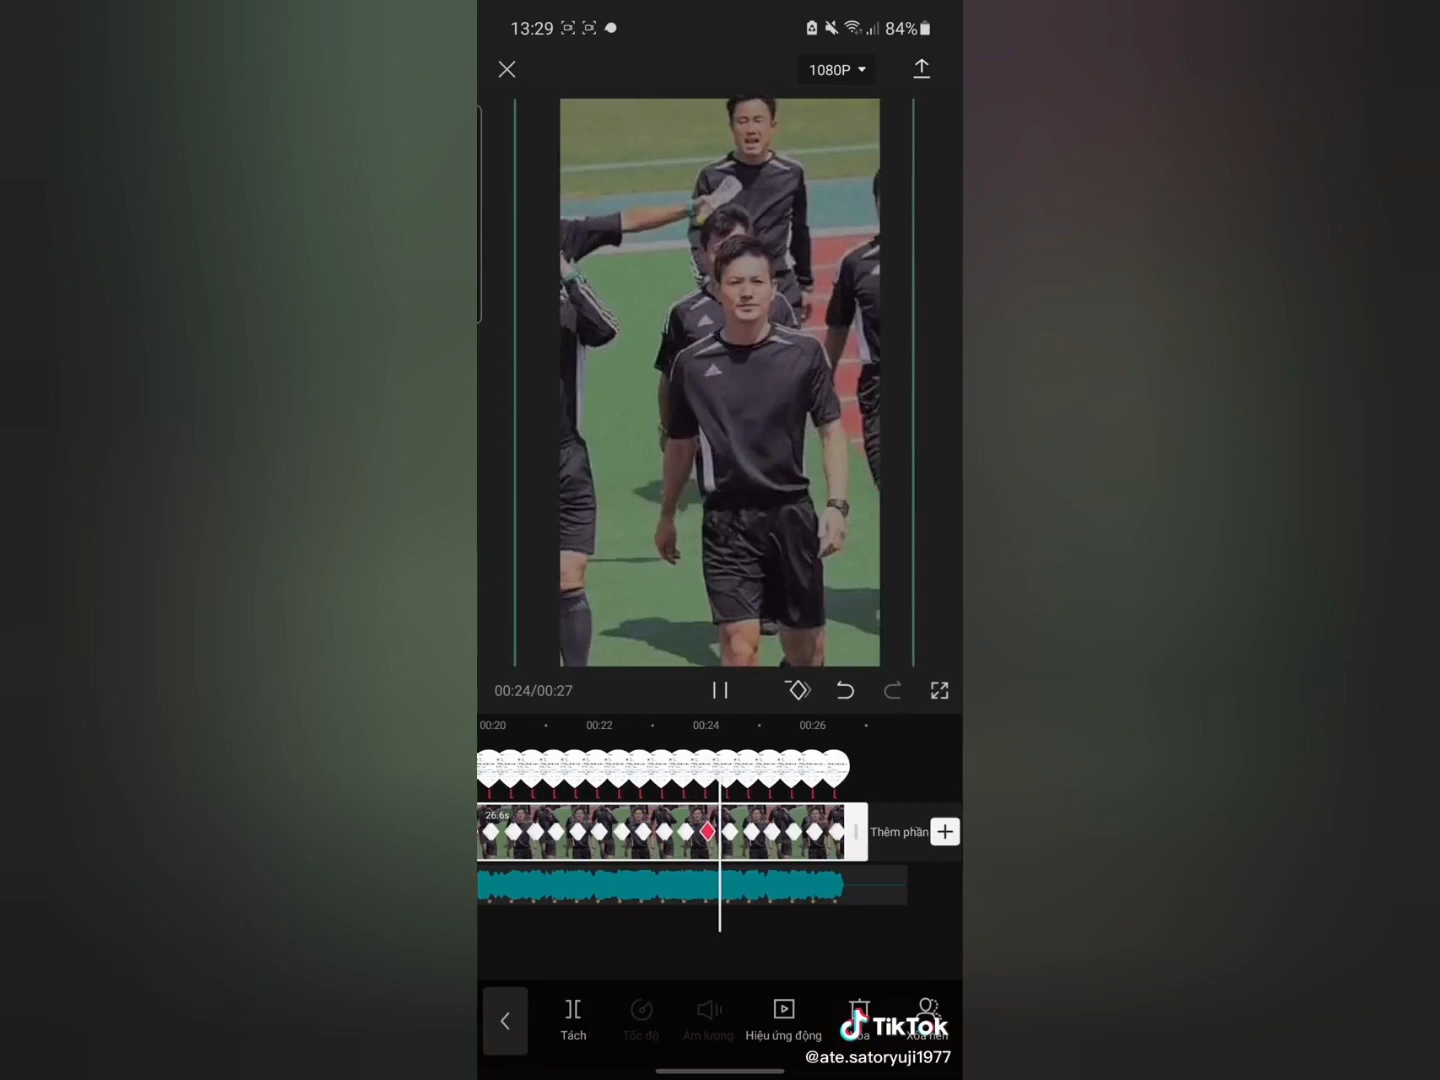 13:29 84%
1080P
00:24/00:27
00:20 00:22 00:24 00:26
26.6s
Thêm phần
Tách Tốc độ Âm lượng Hiệu ứng động
TikTok
@ate.satoryuji1977